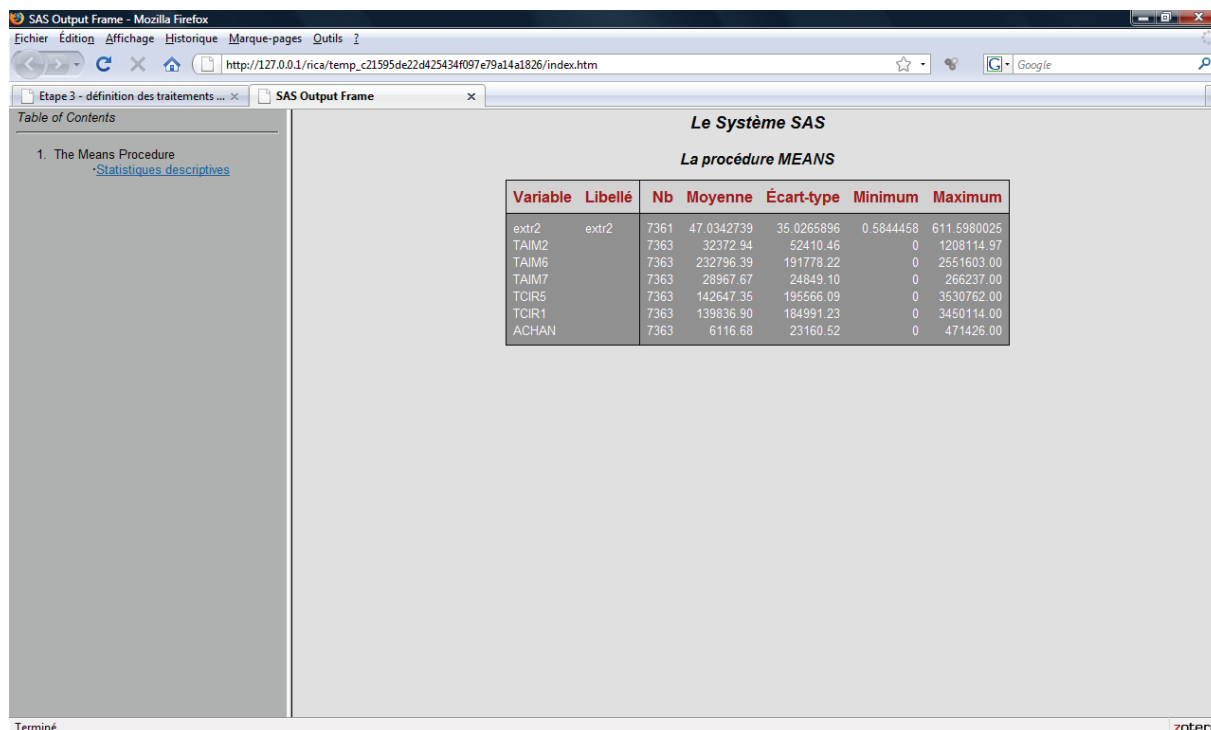 SAS Output Frame - Mozilla Firefox
Fichier Édition Affichage Historique Marque-pages Outils ?
http://127.0.0.1/rica/temp_c21595de22d425434f097e79a14a1826/index.htm
G Google
Etape 3 - définition des traitements ...
SAS Output Frame
Table of Contents
1. The Means Procedure
·Statistiques descriptives
Le Système SAS
La procédure MEANS
Variable Libellé Nb Moyenne Écart-type Minimum Maximum
extr2 extr2 7361 47.0342739 35.0265896 0.5844458 611.5980025
TAIM2 7363 32372.94 52410.46 0 1208114.97
TAIM6 7363 232796.39 191778.22 0 2551603.00
TAIM7 7363 28967.67 24849.10 0 266237.00
TCIR5 7363 142647.35 195566.09 0 3530762.00
TCIR1 7363 139836.90 184991.23 0 3450114.00
ACHAN 7363 6116.68 23160.52 0 471426.00
Terminé
zoter